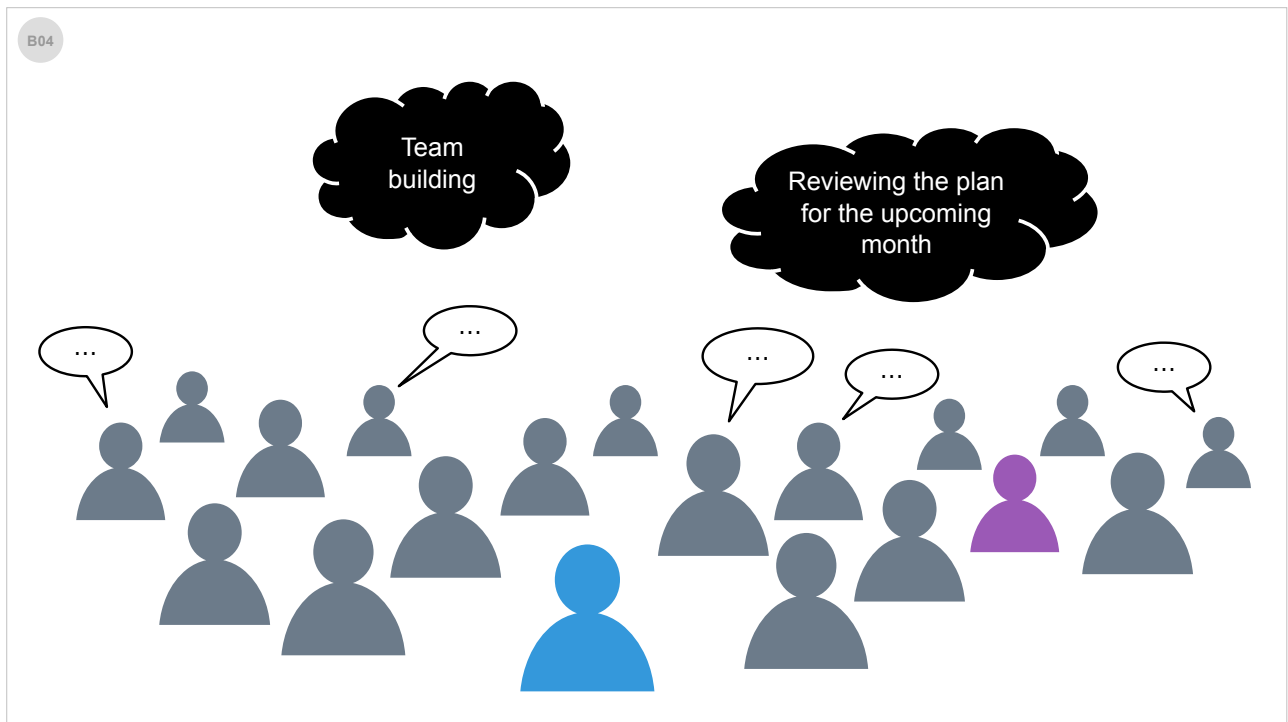 B04
Team
building
Reviewing the plan
for the upcoming
month
...
...
...
...
...